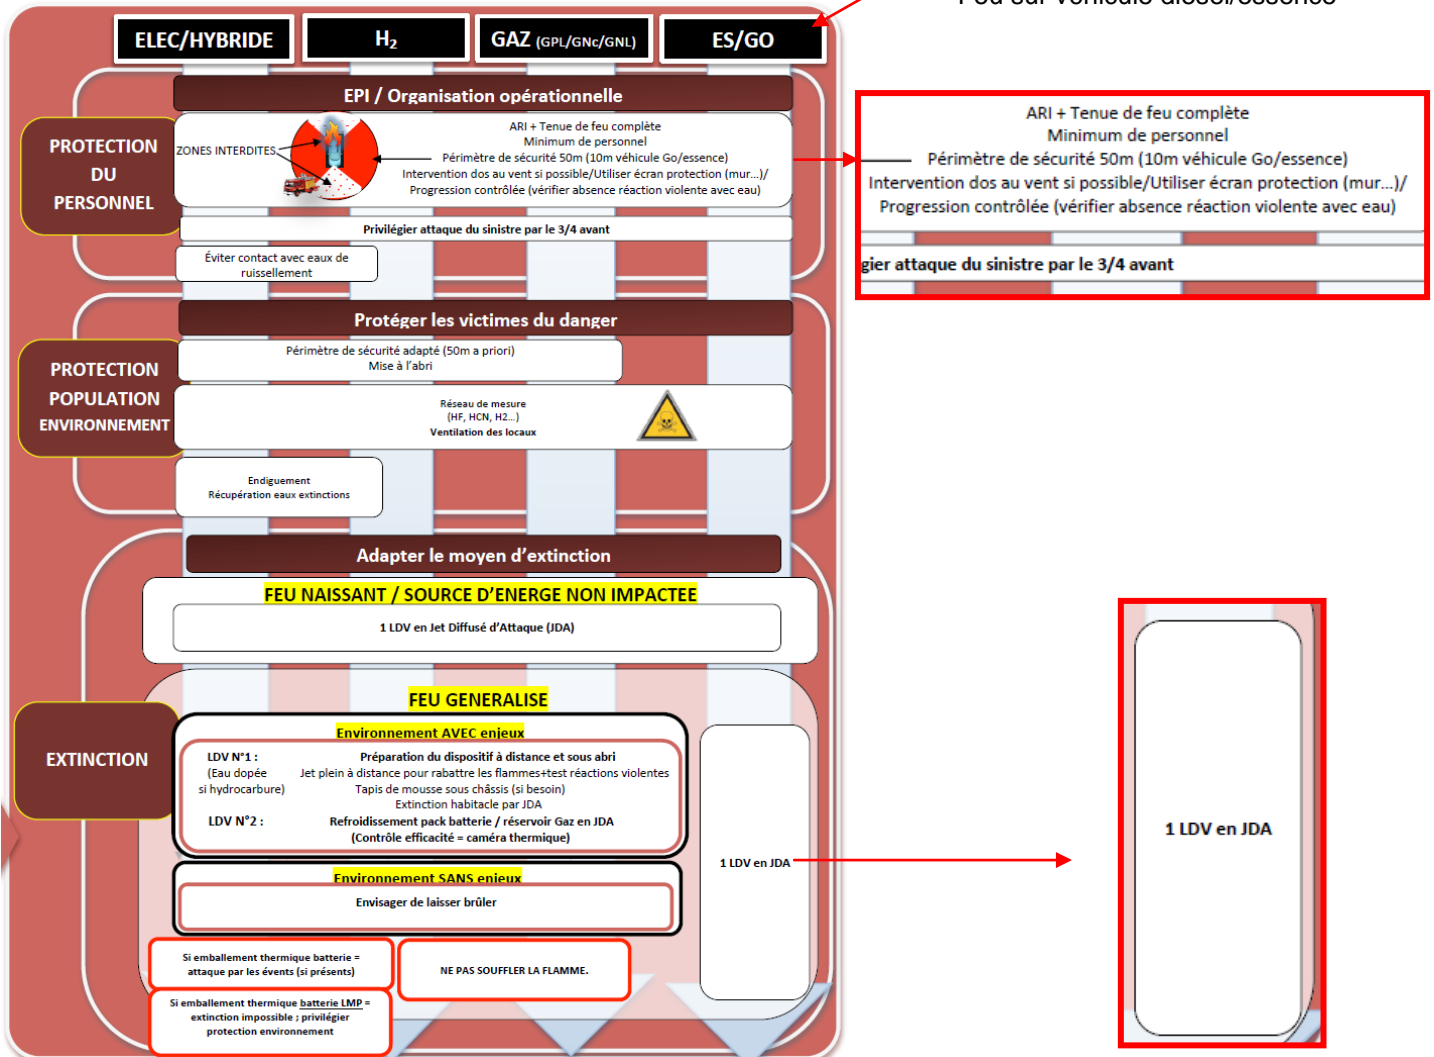 Feu sur véhicule diesel/essence
ELEC/HYBRIDE
H₂
GAZ (GPL/GNc/GNL)
ES/GO
EPI / Organisation opérationnelle
PROTECTION
DU
PERSONNEL
ZONES INTERDITES
ARI + Tenue de feu complète
Minimum de personnel
Périmètre de sécurité 50m (10m véhicule Go/essence)
Intervention dos au vent si possible/Utiliser écran protection (mur...)/
Progression contrôlée (vérifier absence réaction violente avec eau)
Privilégier attaque du sinistre par le 3/4 avant
Éviter contact avec eaux de
ruissellement
ARI + Tenue de feu complète
Minimum de personnel
Périmètre de sécurité 50m (10m véhicule Go/essence)
Intervention dos au vent si possible/Utiliser écran protection (mur...)/
Progression contrôlée (vérifier absence réaction violente avec eau)
gier attaque du sinistre par le 3/4 avant
Protéger les victimes du danger
PROTECTION
POPULATION
ENVIRONNEMENT
Périmètre de sécurité adapté (50m a priori)
Mise à l'abri
Réseau de mesure
(HF, HCN, H2...)
Ventilation des locaux
Endiguement
Récupération eaux extinctions
Adapter le moyen d'extinction
FEU NAISSANT / SOURCE D'ENERGE NON IMPACTEE
1 LDV en Jet Diffusé d'Attaque (JDA)
FEU GENERALISE
EXTINCTION
Environnement AVEC enjeux
LDV N°1 : Préparation du dispositif à distance et sous abri
(Eau dopée Jet plein à distance pour rabattre les flammes+test réactions violentes
si hydrocarbure) Tapis de mousse sous châssis (si besoin)
Extinction habitacle par JDA
LDV N°2 : Refroidissement pack batterie / réservoir Gaz en JDA
(Contrôle efficacité = caméra thermique)
Environnement SANS enjeux
Envisager de laisser brûler
1 LDV en JDA
1 LDV en JDA
Si emballement thermique batterie =
attaque par les évents (si présents)
NE PAS SOUFFLER LA FLAMME.
Si emballement thermique batterie LMP =
extinction impossible ; privilégier
protection environnement